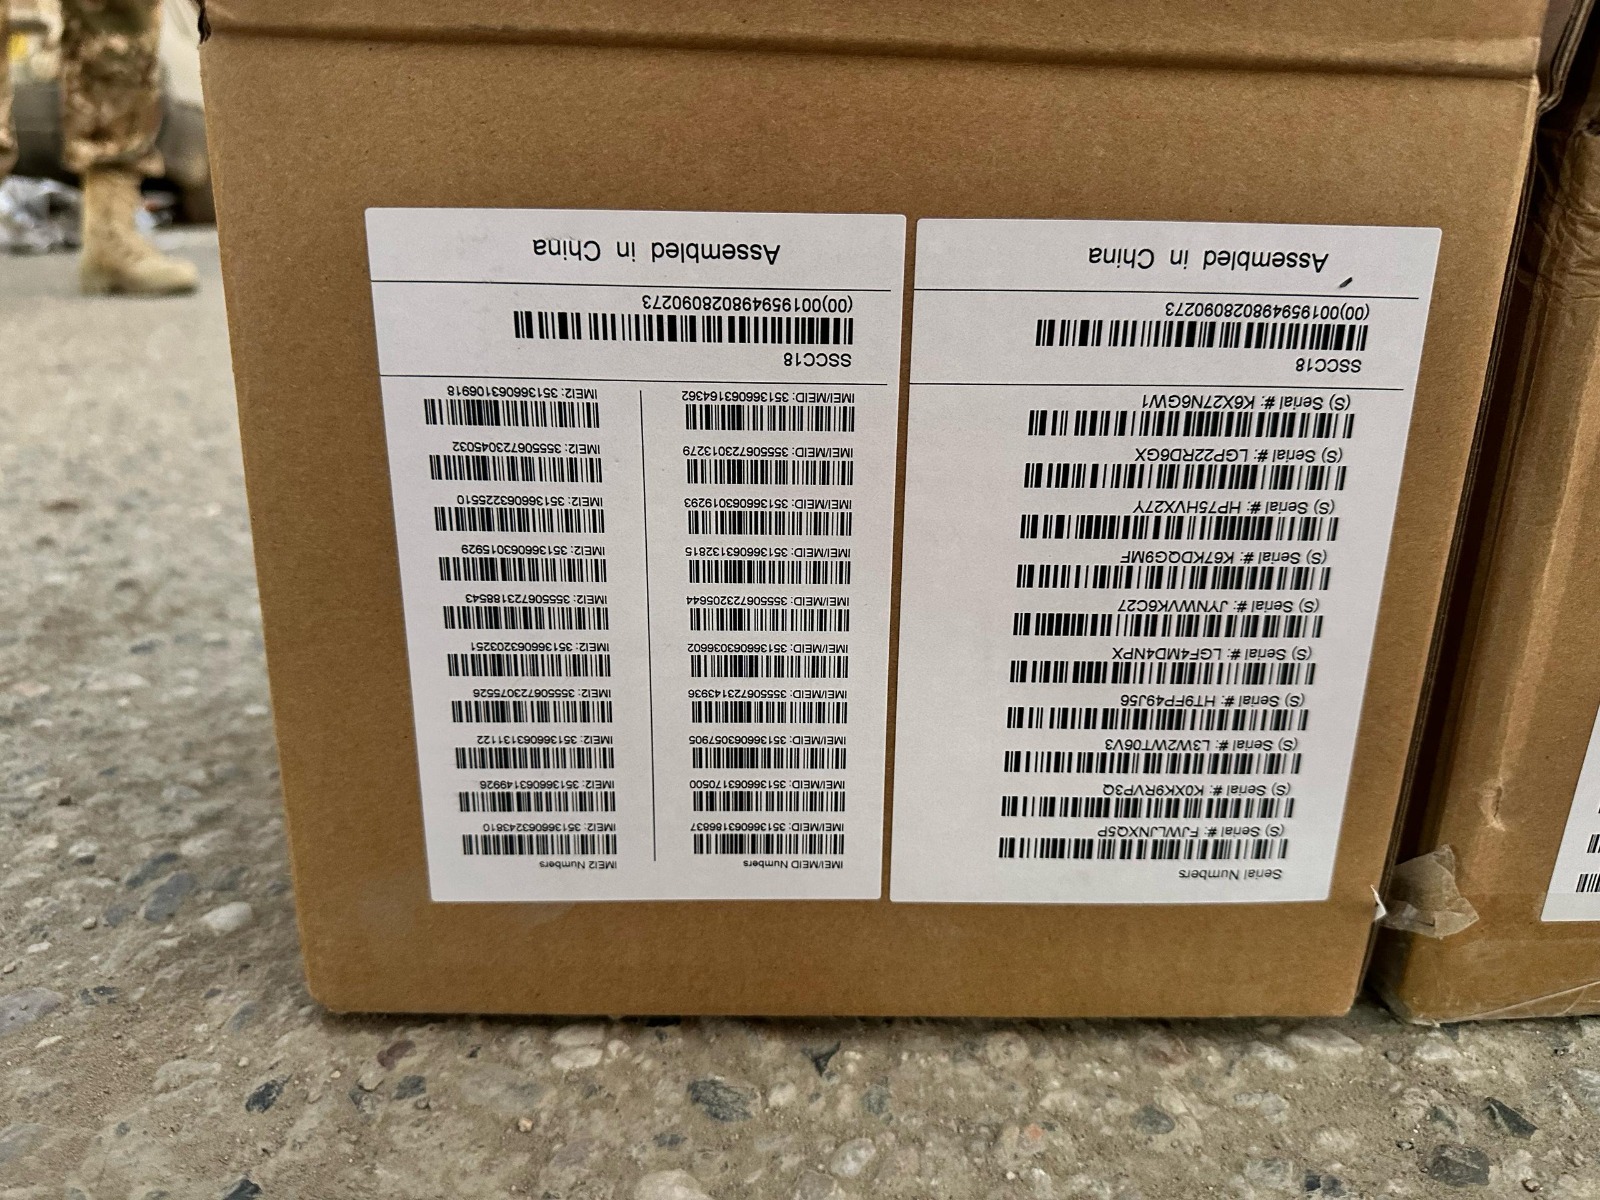 Serial Numbers
(S) Serial #: FJWLJNXQ5P
(S) Serial #: K0XK9RVP3Q
(S) Serial #: L3W2WT06V3
(S) Serial #: HT9FP49J56
(S) Serial #: LGF4MD4NPX
(S) Serial #: JYNWVK6C27
(S) Serial #: K67KDQG9MF
(S) Serial #: HP75HVX27Y
(S) Serial #: LGP22RD6GX
(S) Serial #: K6X27N6GW1
SSCC18
(00)001959498028090273
Assembled in China
IMEI/MEID Numbers
IMEI/MEID: 351366063186637
IMEI/MEID: 351366063170500
IMEI/MEID: 351366063057905
IMEI/MEID: 355506723143936
IMEI/MEID: 351366063036602
IMEI/MEID: 355506723205644
IMEI/MEID: 351366063132815
IMEI/MEID: 351366063019293
IMEI/MEID: 355506723013279
IMEI/MEID: 351366063164362
IMEI2 Numbers
IMEI2: 351366063243810
IMEI2: 351366063149926
IMEI2: 351366063131122
IMEI2: 355506723075526
IMEI2: 351366063203251
IMEI2: 355506723188543
IMEI2: 351366063015929
IMEI2: 351366063225510
IMEI2: 355506723045032
IMEI2: 351366063106918
SSCC18
(00)001959498028090273
Assembled in China